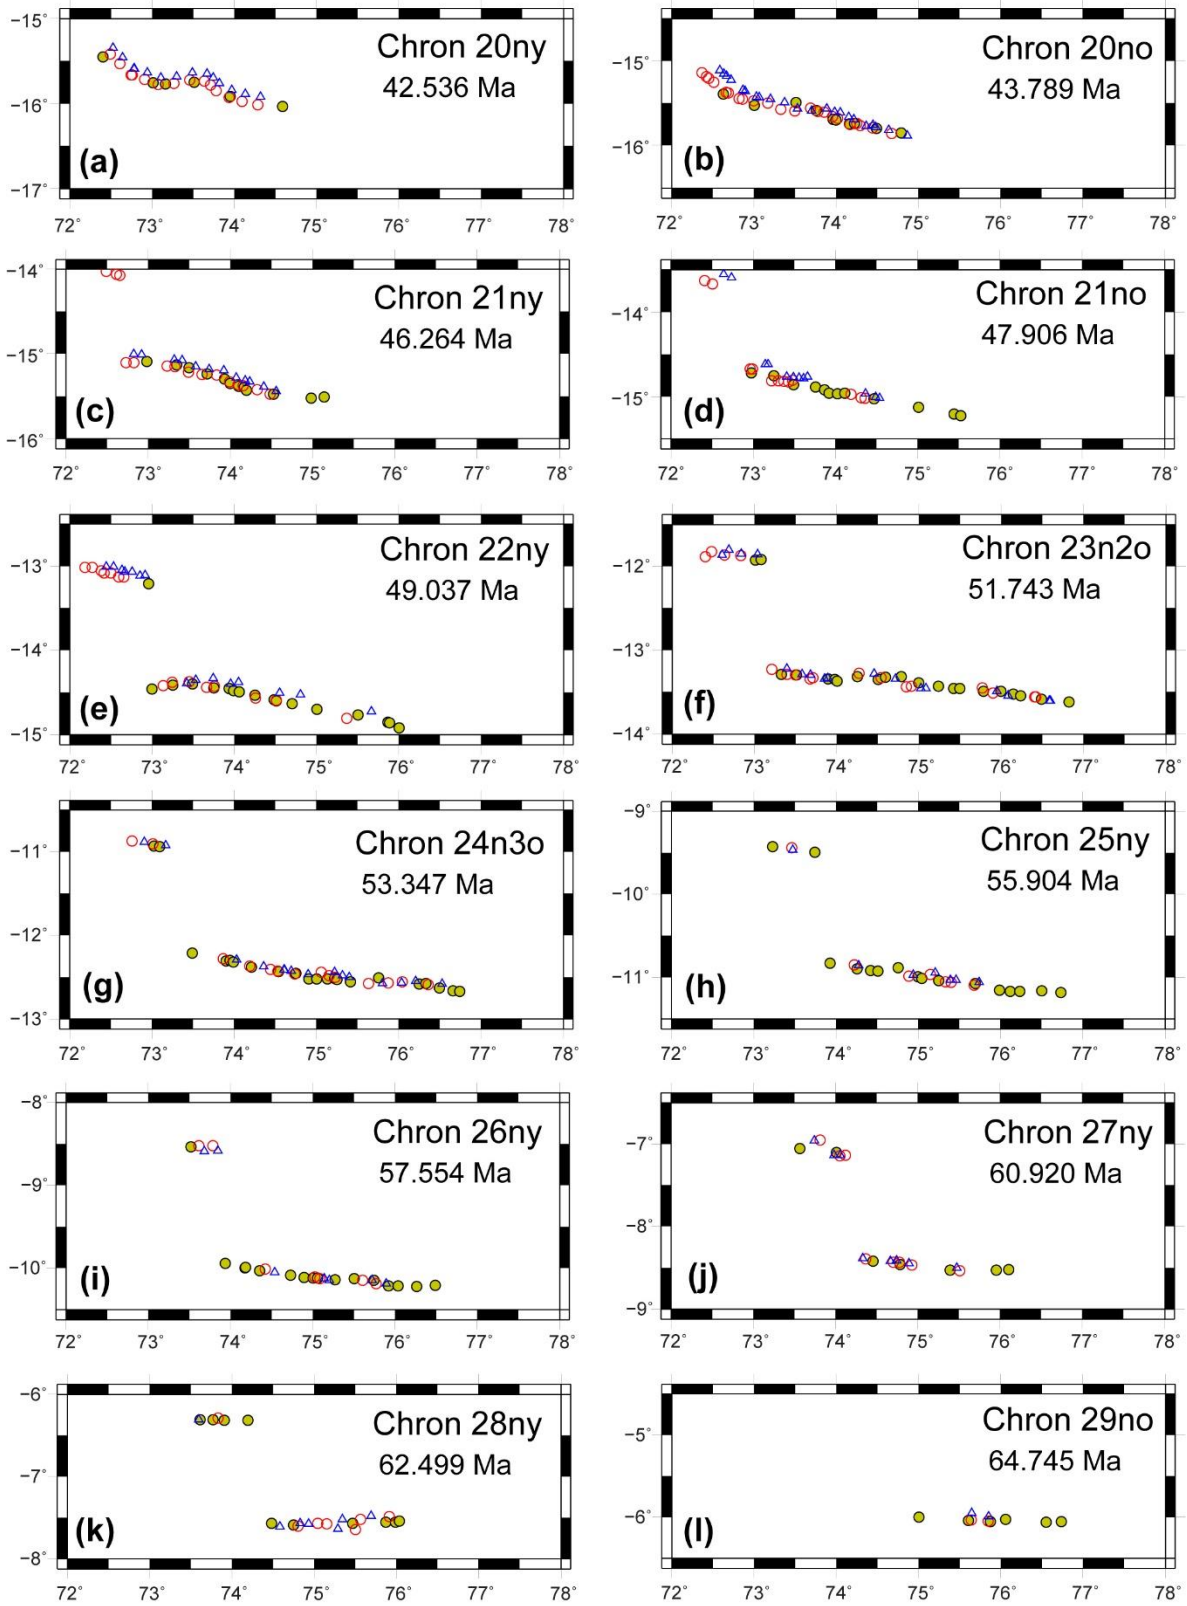 −15°
−16°
−17°
Chron 20ny
42.536 Ma
(a)
72° 73° 74° 75° 76° 77° 78°
−15°
−16°
Chron 20no
43.789 Ma
(b)
72° 73° 74° 75° 76° 77° 78°
−14°
−15°
−16°
Chron 21ny
46.264 Ma
(c)
72° 73° 74° 75° 76° 77° 78°
−14°
−15°
Chron 21no
47.906 Ma
(d)
72° 73° 74° 75° 76° 77° 78°
−13°
−14°
−15°
Chron 22ny
49.037 Ma
(e)
72° 73° 74° 75° 76° 77° 78°
−12°
−13°
−14°
Chron 23n2o
51.743 Ma
(f)
72° 73° 74° 75° 76° 77° 78°
−11°
−12°
−13°
Chron 24n3o
53.347 Ma
(g)
72° 73° 74° 75° 76° 77° 78°
−9°
−10°
−11°
Chron 25ny
55.904 Ma
(h)
72° 73° 74° 75° 76° 77° 78°
−8°
−9°
−10°
Chron 26ny
57.554 Ma
(i)
72° 73° 74° 75° 76° 77° 78°
−7°
−8°
−9°
Chron 27ny
60.920 Ma
(j)
72° 73° 74° 75° 76° 77° 78°
−6°
−7°
−8°
Chron 28ny
62.499 Ma
(k)
72° 73° 74° 75° 76° 77° 78°
−5°
−6°
Chron 29no
64.745 Ma
(l)
72° 73° 74° 75° 76° 77° 78°